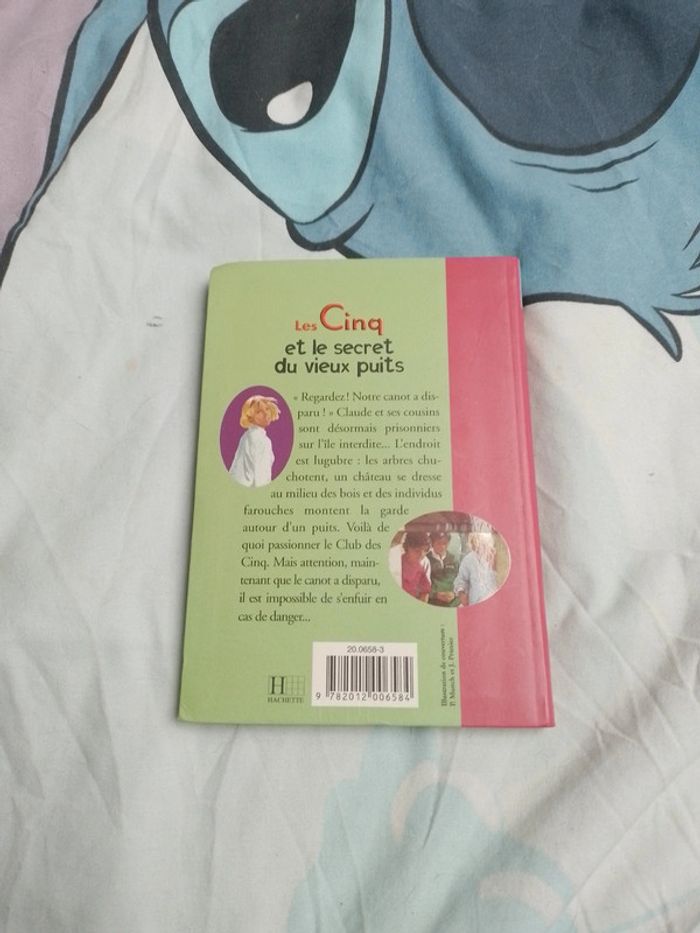 Les Cinq
et le secret
du vieux puits
« Regardez ! Notre canot a dis-
paru ! » Claude et ses cousins
sont désormais prisonniers
sur l'île interdite... L'endroit
est lugubre : les arbres chu-
chotent, un château se dresse
au milieu des bois et des individus
farouches montent la garde
autour d'un puits. Voilà de
quoi passionner le Club des
Cinq. Mais attention, main-
tenant que le canot a disparu,
il est impossible de s'enfuir en
cas de danger...
Illustration de couverture :
P. Munch et J. Prunier
20.0658-3
9 782012 006584
H
HACHETTE